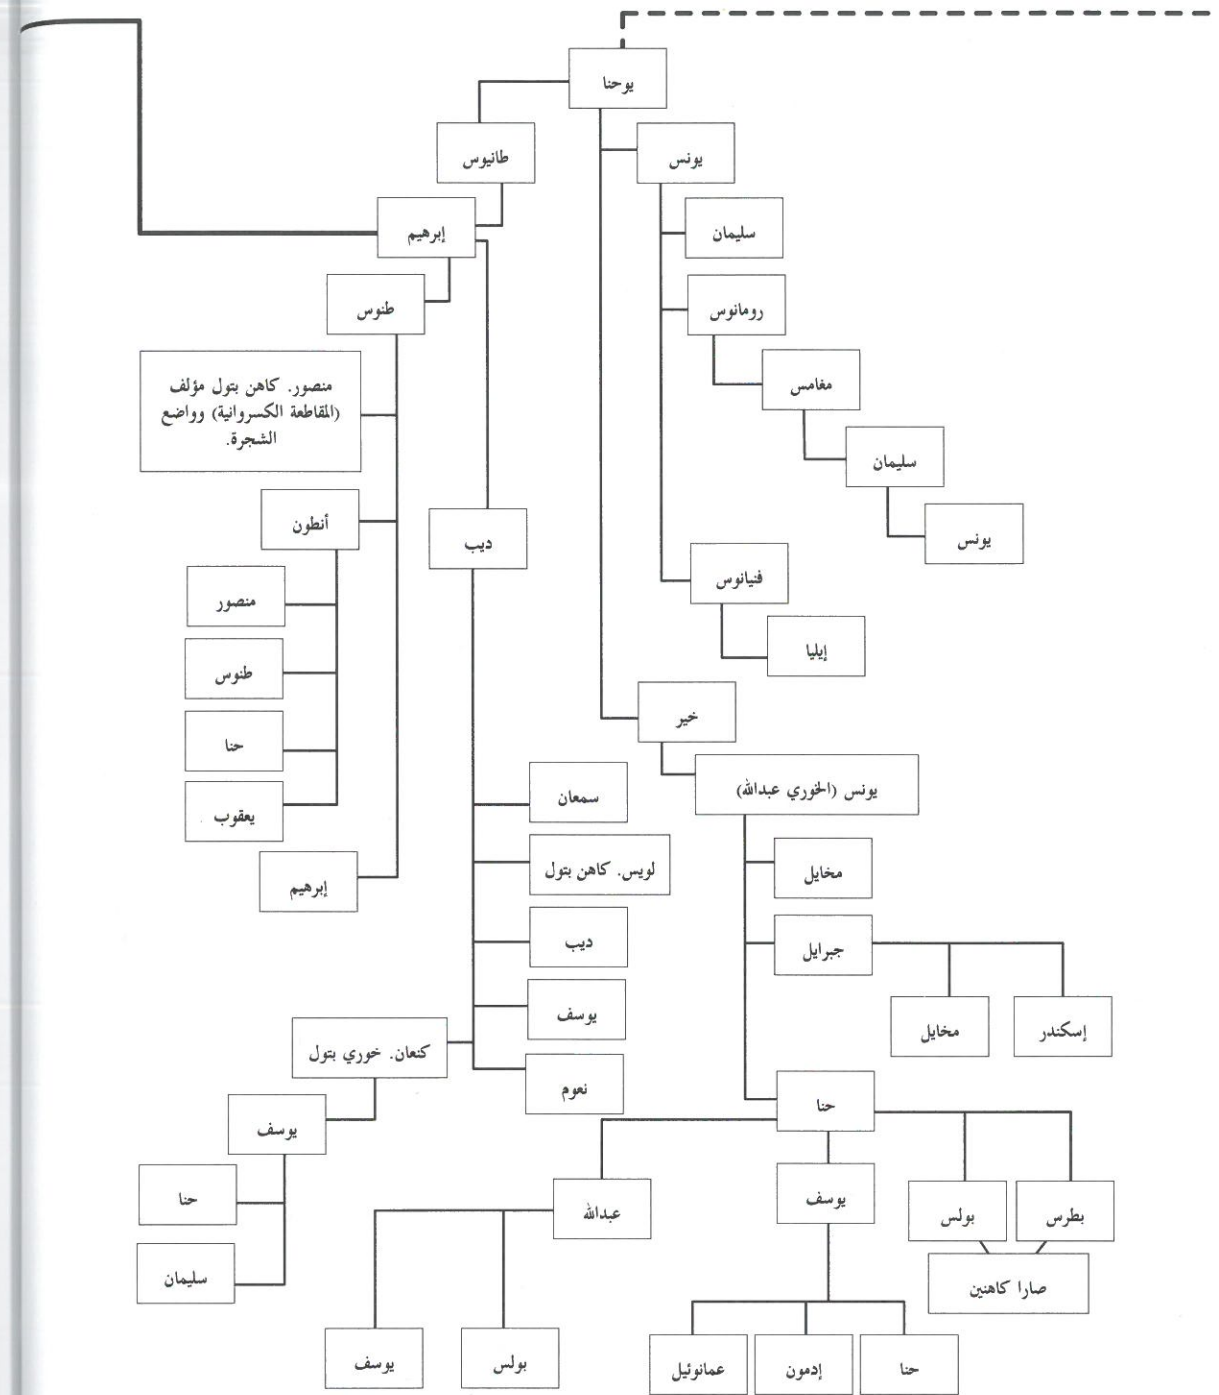 يوحنا
طانيوس
يونس
إبرهيم
سليمان
طنوس
رومانوس
منصور. كاهن بتول مؤلف
(المقاطعة الكسروانية) وواضع
الشجرة.
مغامس
سليمان
أنطون
ديب
يونس
منصور
فنيانوس
طنوس
إيليا
حنا
خير
يعقوب
سمعان
يونس (الخوري عبدالله)
إبرهيم
لويس. كاهن بتول
مخايل
ديب
جبرايل
يوسف
مخايل
إسكندر
كنعان. خوري بتول
نعوم
حنا
يوسف
حنا
عبدالله
يوسف
بولس
بطرس
سليمان
صارا كاهنين
يوسف
بولس
عمانوئيل
إدمون
حنا